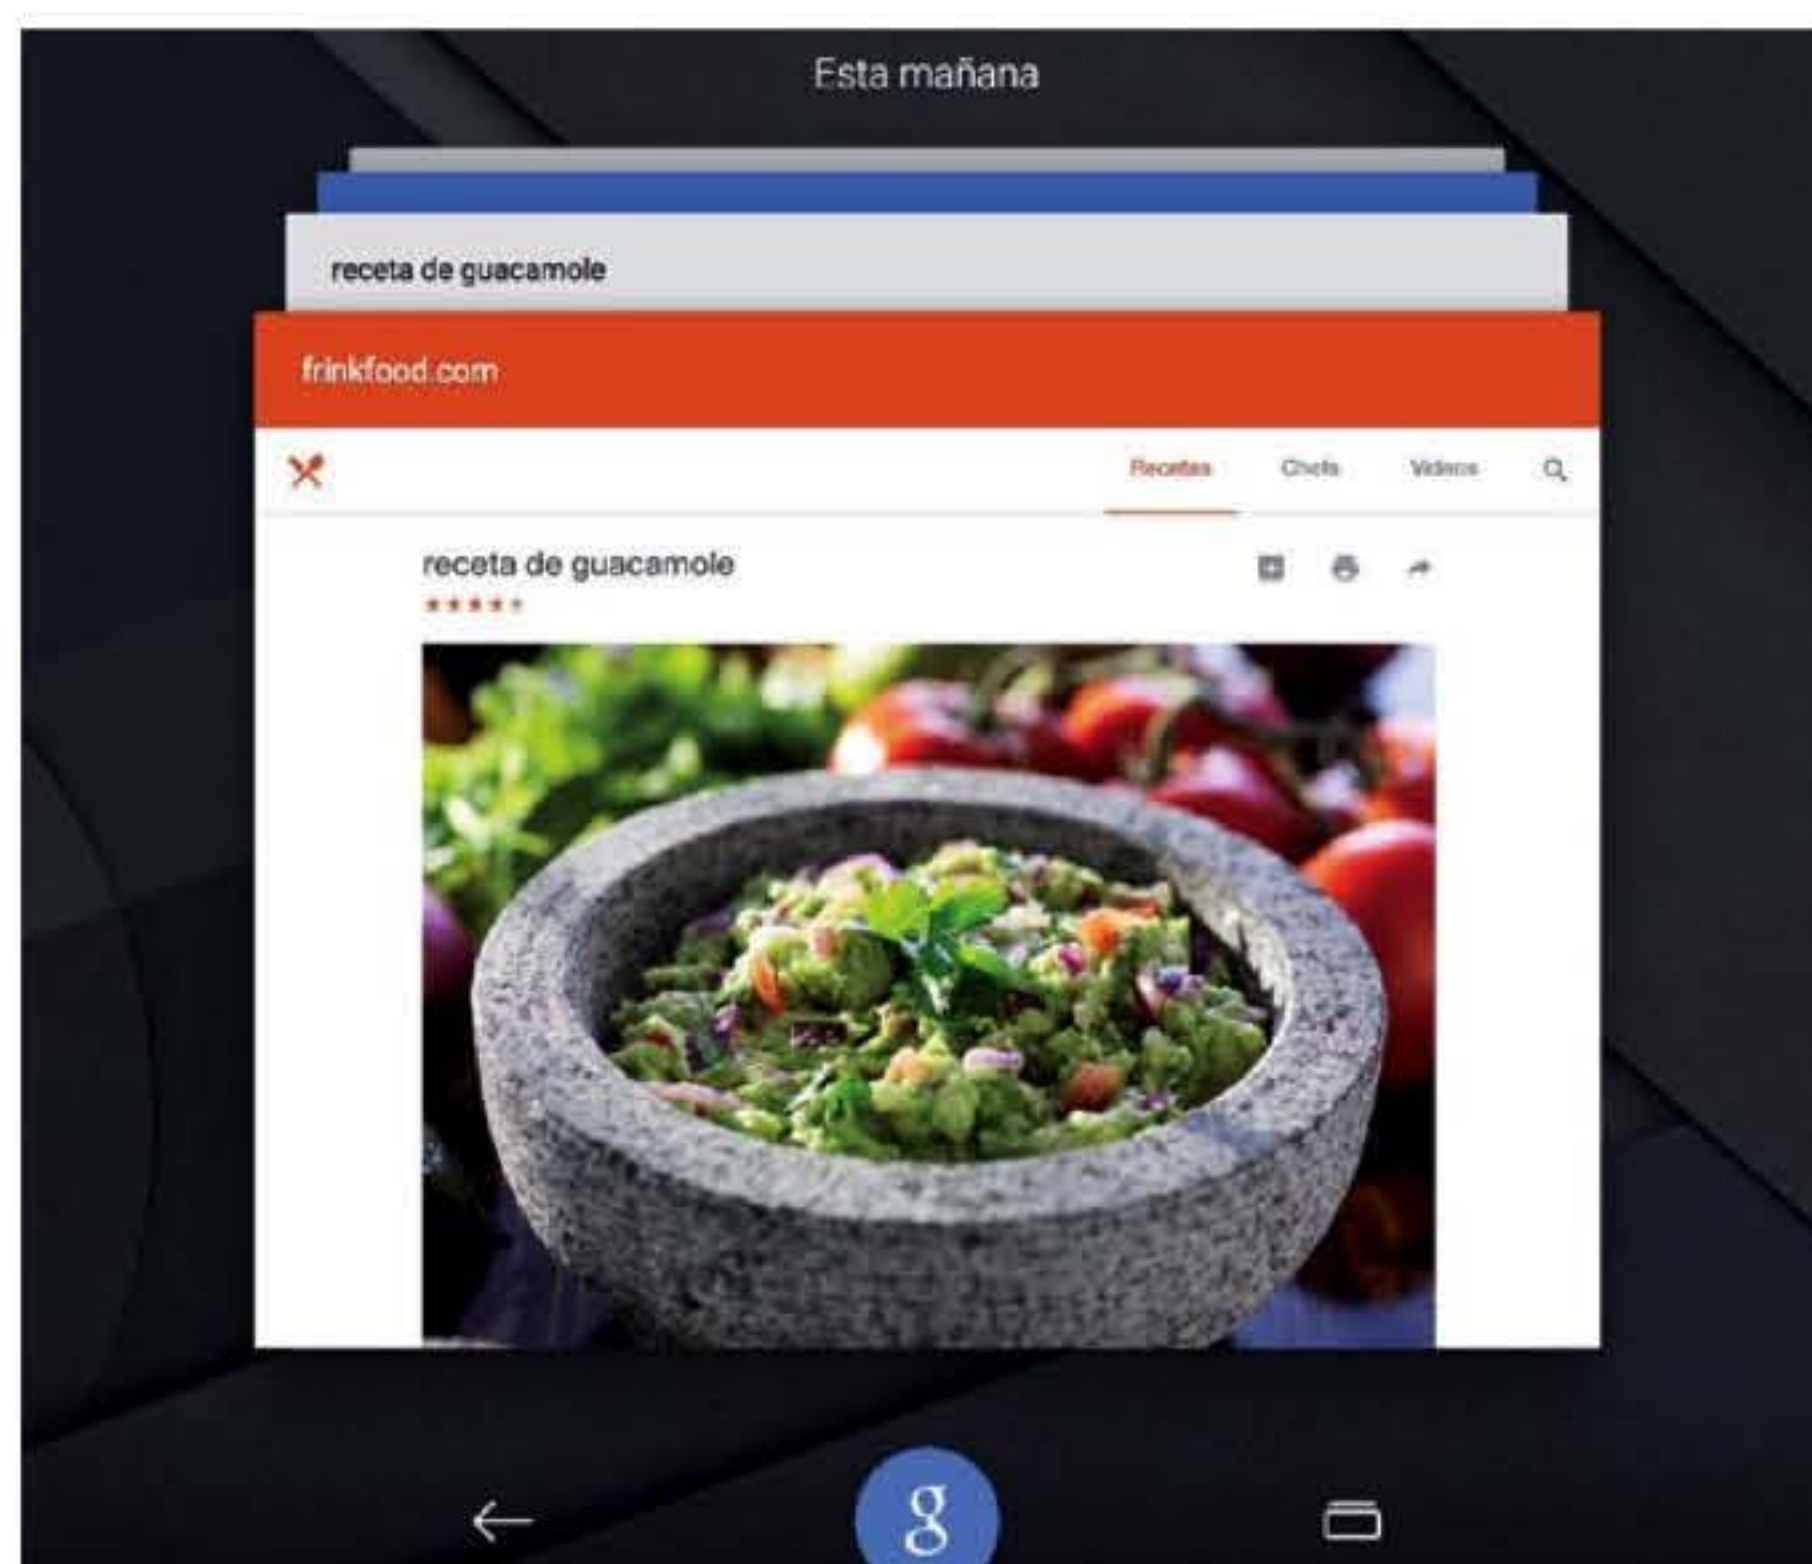 Esta mañana
receta de guacamole
frinkfood.com
Recetas Chefs Videos
receta de guacamole
g